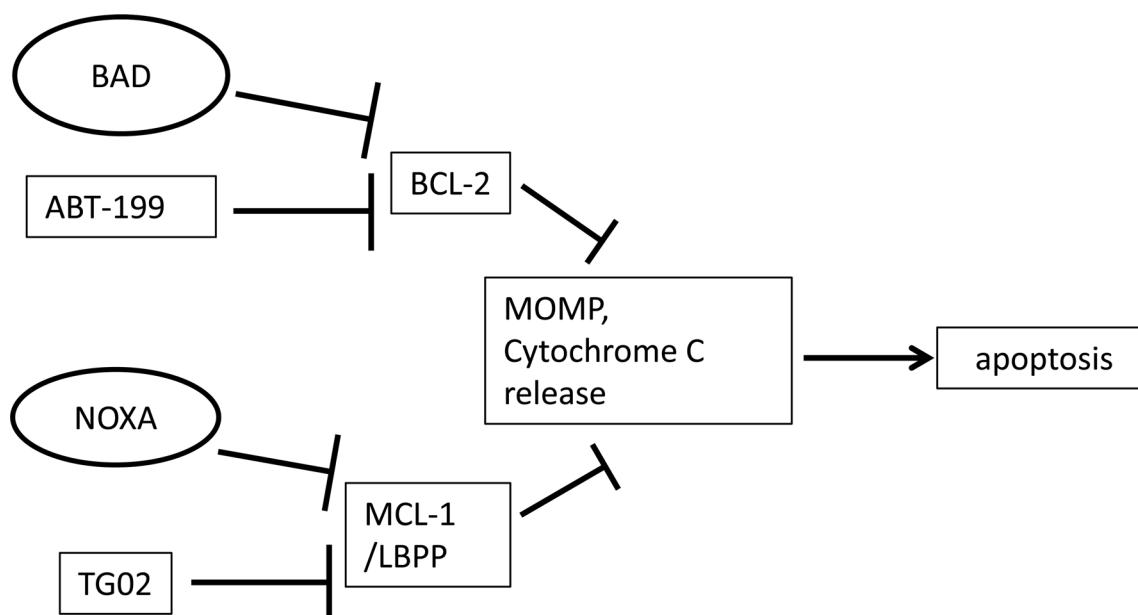 BAD
ABT-199
BCL-2
MOMP,
Cytochrome C
release
apoptosis
NOXA
TG02
MCL-1
/LBPP